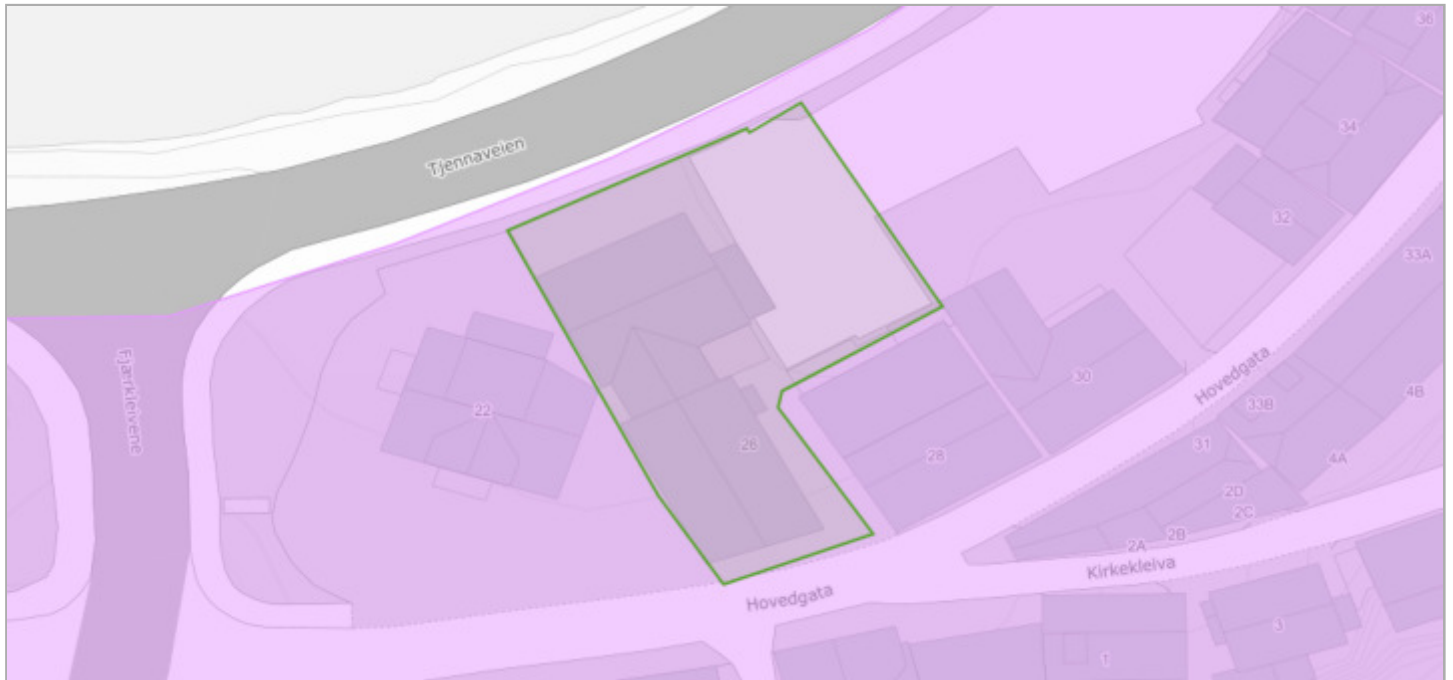 36
Tjennaveien
34
32
33A
Fjærkleivene
Hovedgata
30
22
4B
33B
26
28
31
4A
2D
2C
2B
2A
Kirkekleiva
Hovedgata
3
1